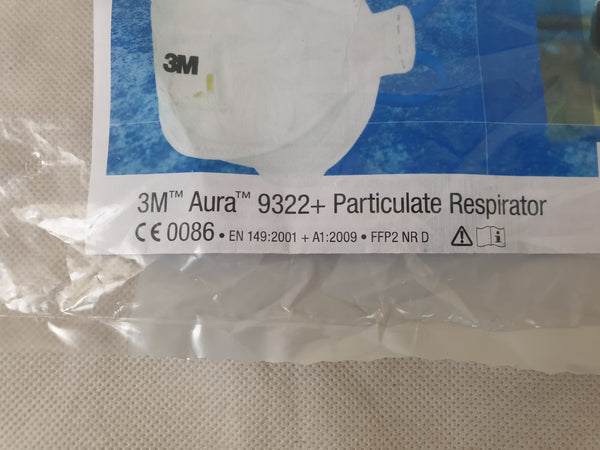 3M
3M™ Aura™ 9322+ Particulate Respirator
CE 0086 • EN 149:2001 + A1:2009 • FFP2 NR D